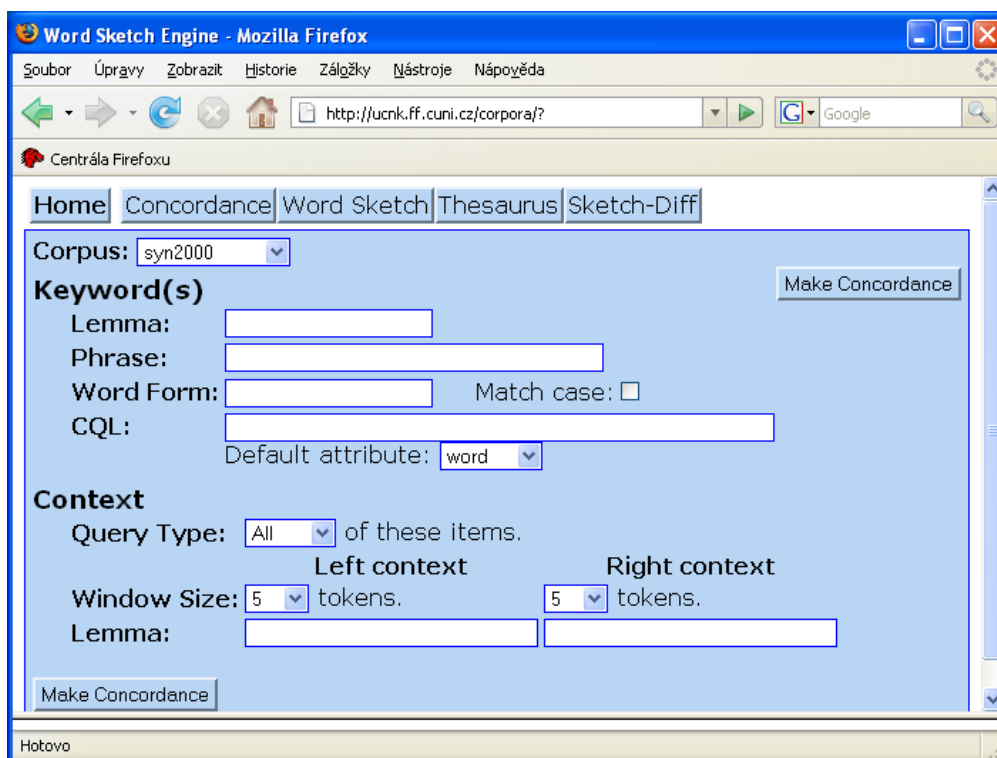 Word Sketch Engine - Mozilla Firefox
Soubor Úpravy Zobrazit Historie Záložky Nástroje Nápověda
http://ucnk.ff.cuni.cz/corpora/? G Google
Centrála Firefoxu
Home Concordance Word Sketch Thesaurus Sketch-Diff
Corpus: syn2000
Make Concordance
Keyword(s)
Lemma:
Phrase:
Word Form: Match case:
CQL:
Default attribute: word
Context
Query Type: All of these items.
Left context Right context
Window Size: 5 tokens. 5 tokens.
Lemma:
Make Concordance
Hotovo